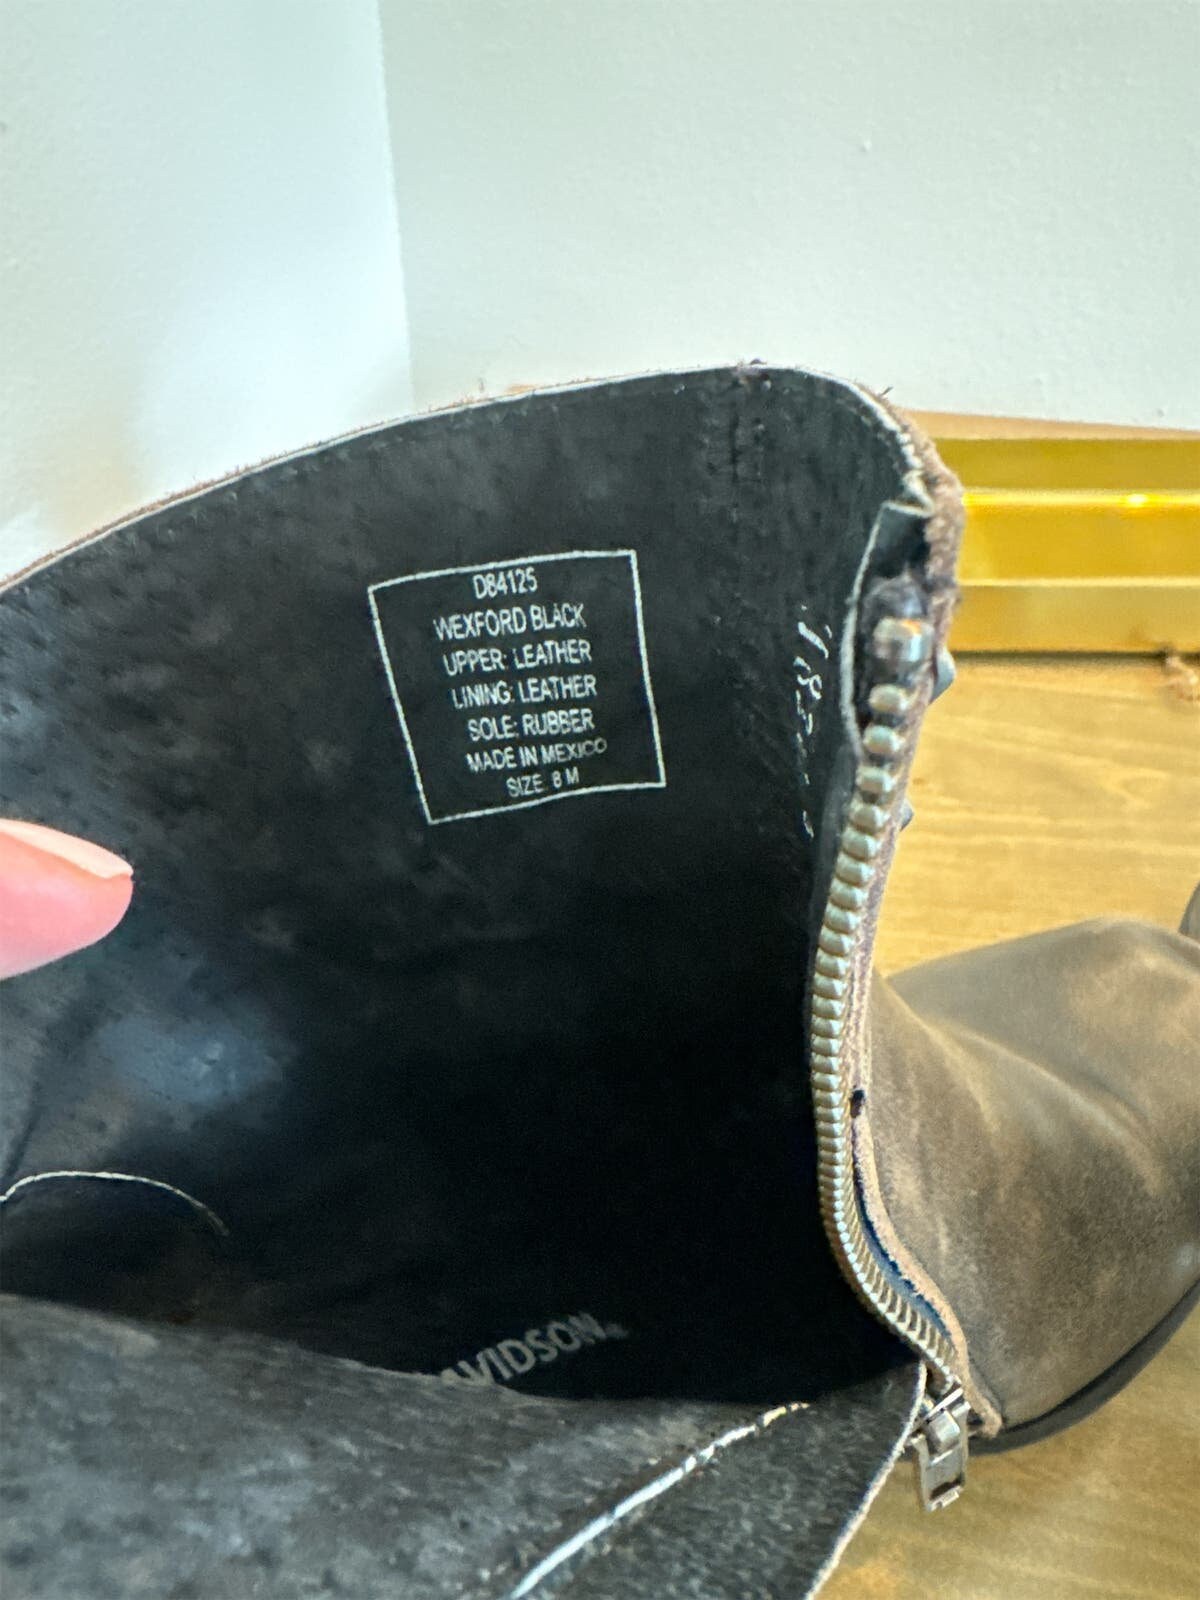 D84125
WEXFORD BLACK
UPPER: LEATHER
LINING: LEATHER
SOLE: RUBBER
MADE IN MEXICO
SIZE 8 M
AVIDSON®